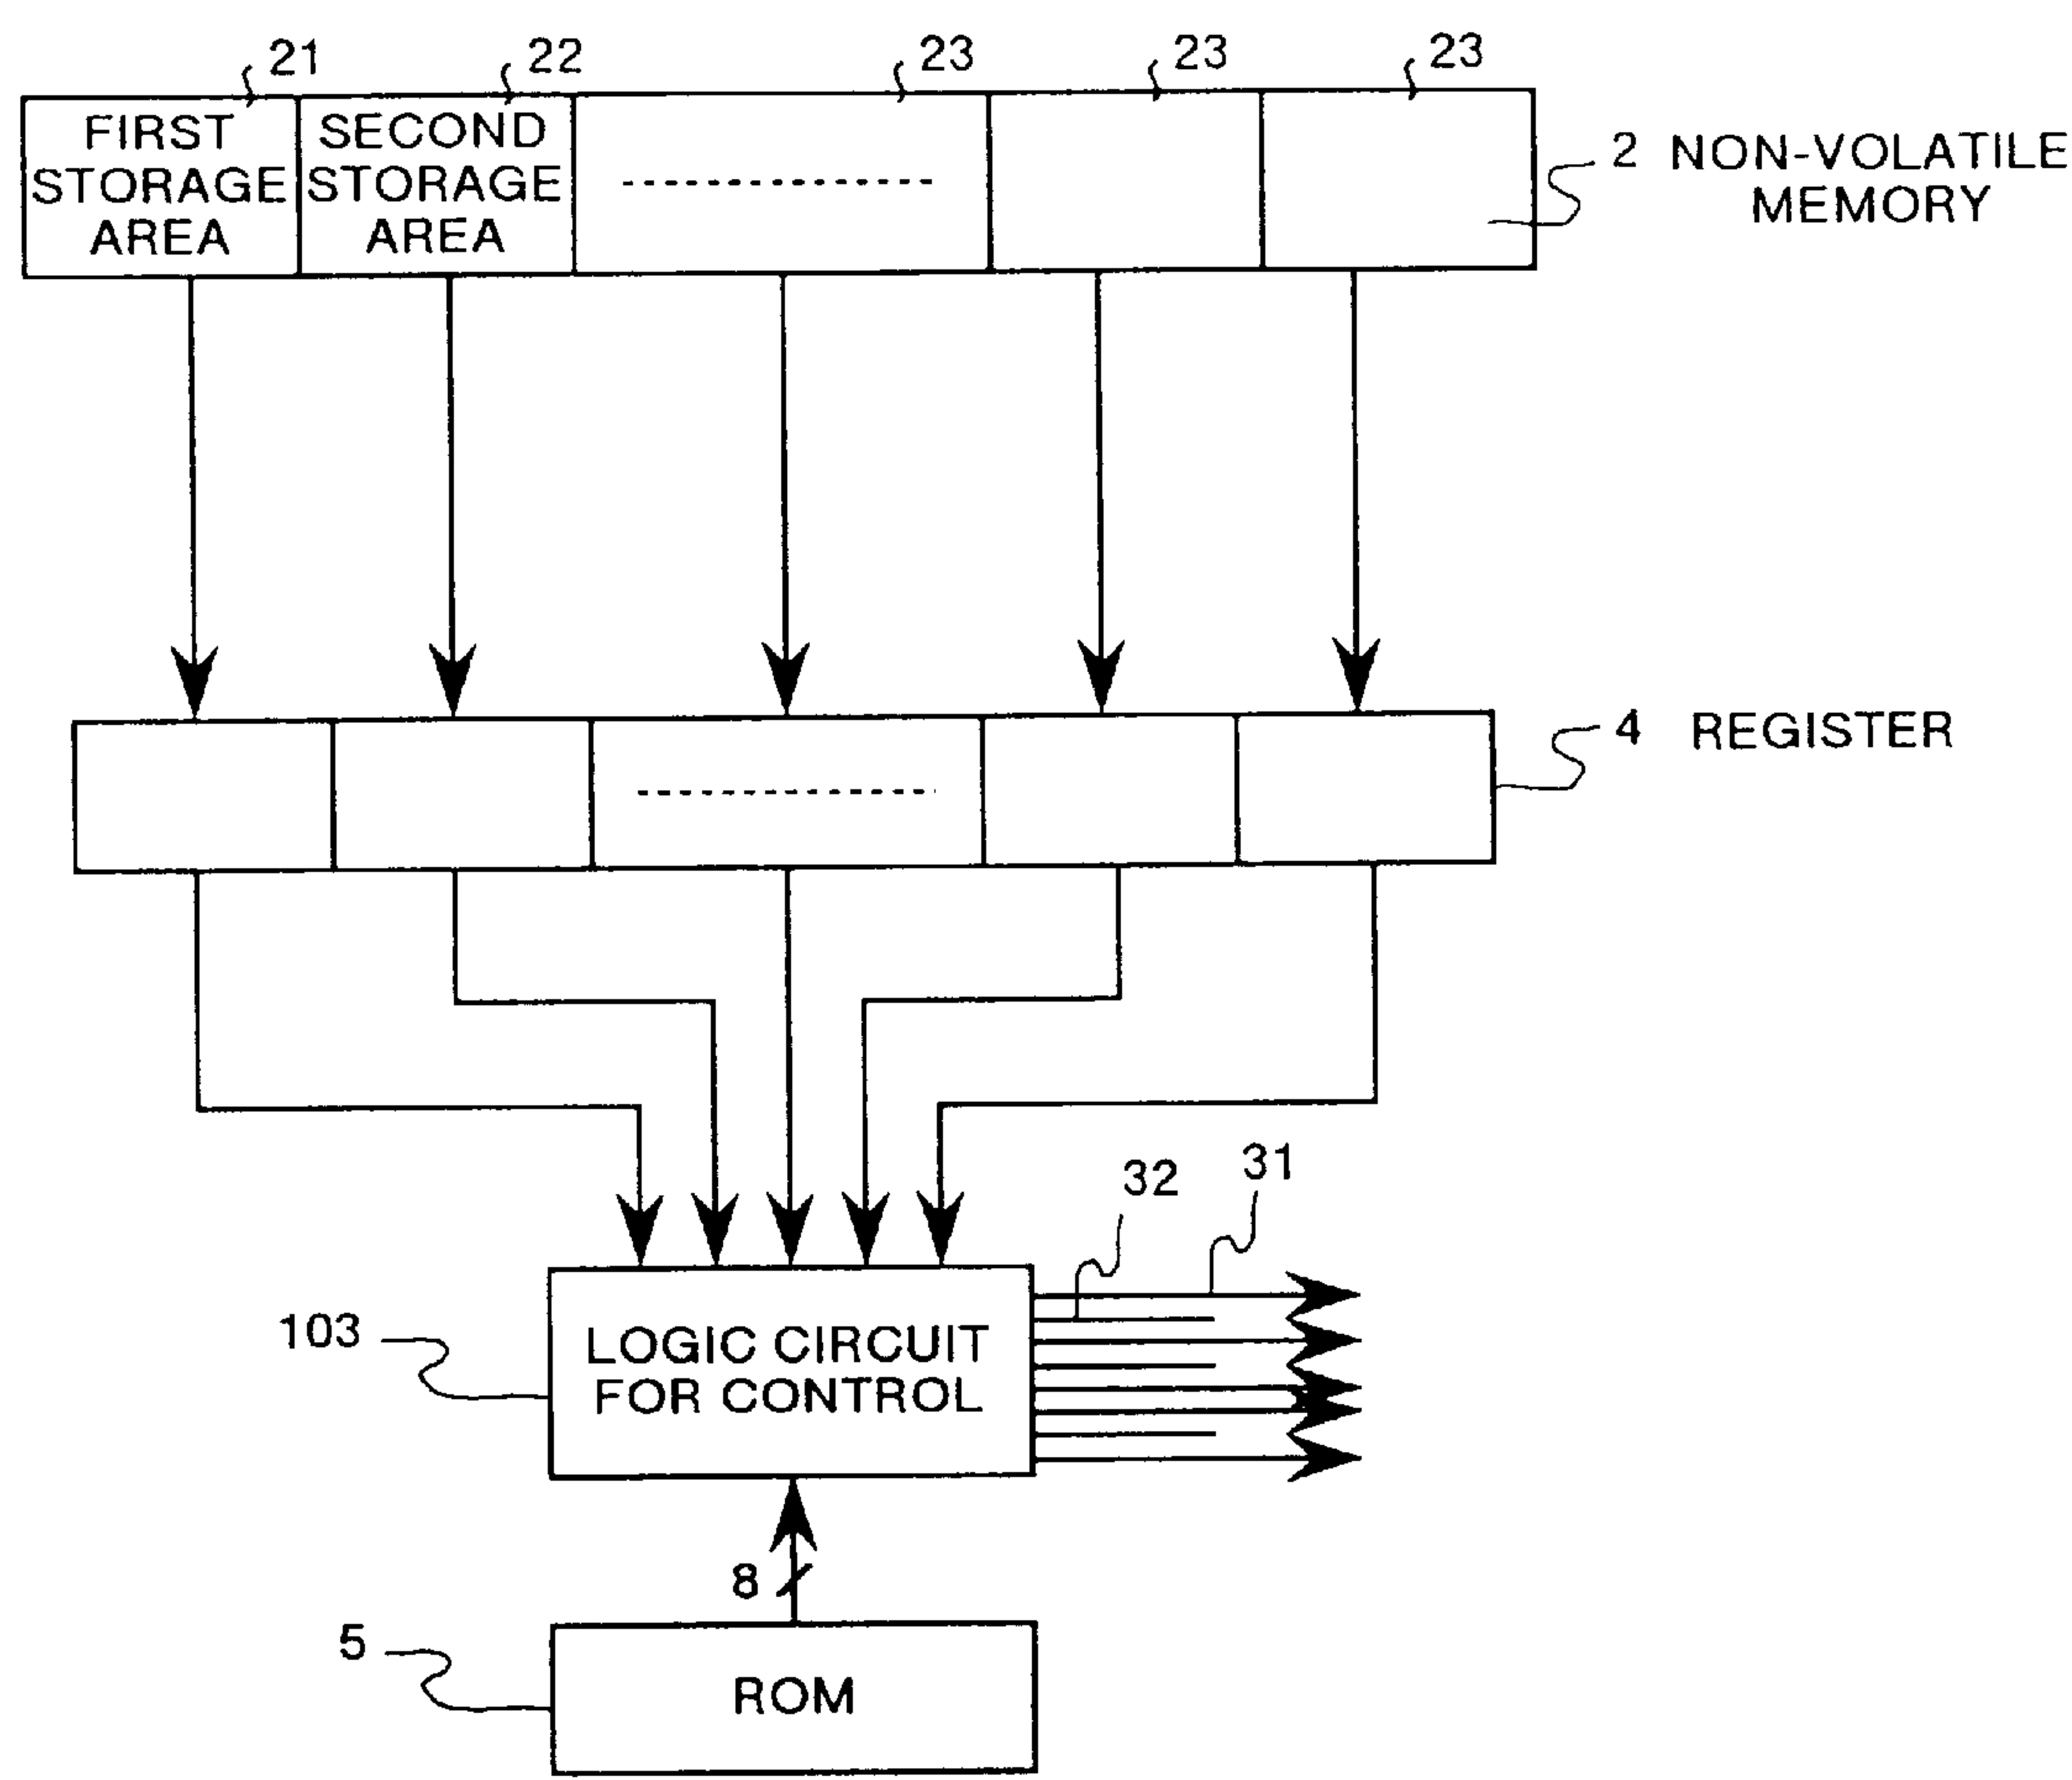 21
22
23
23
23
FIRST
STORAGE
AREA
SECOND
STORAGE
AREA
2 NON-VOLATILE
MEMORY
4 REGISTER
32
31
103
LOGIC CIRCUIT
FOR CONTROL
8
5
ROM